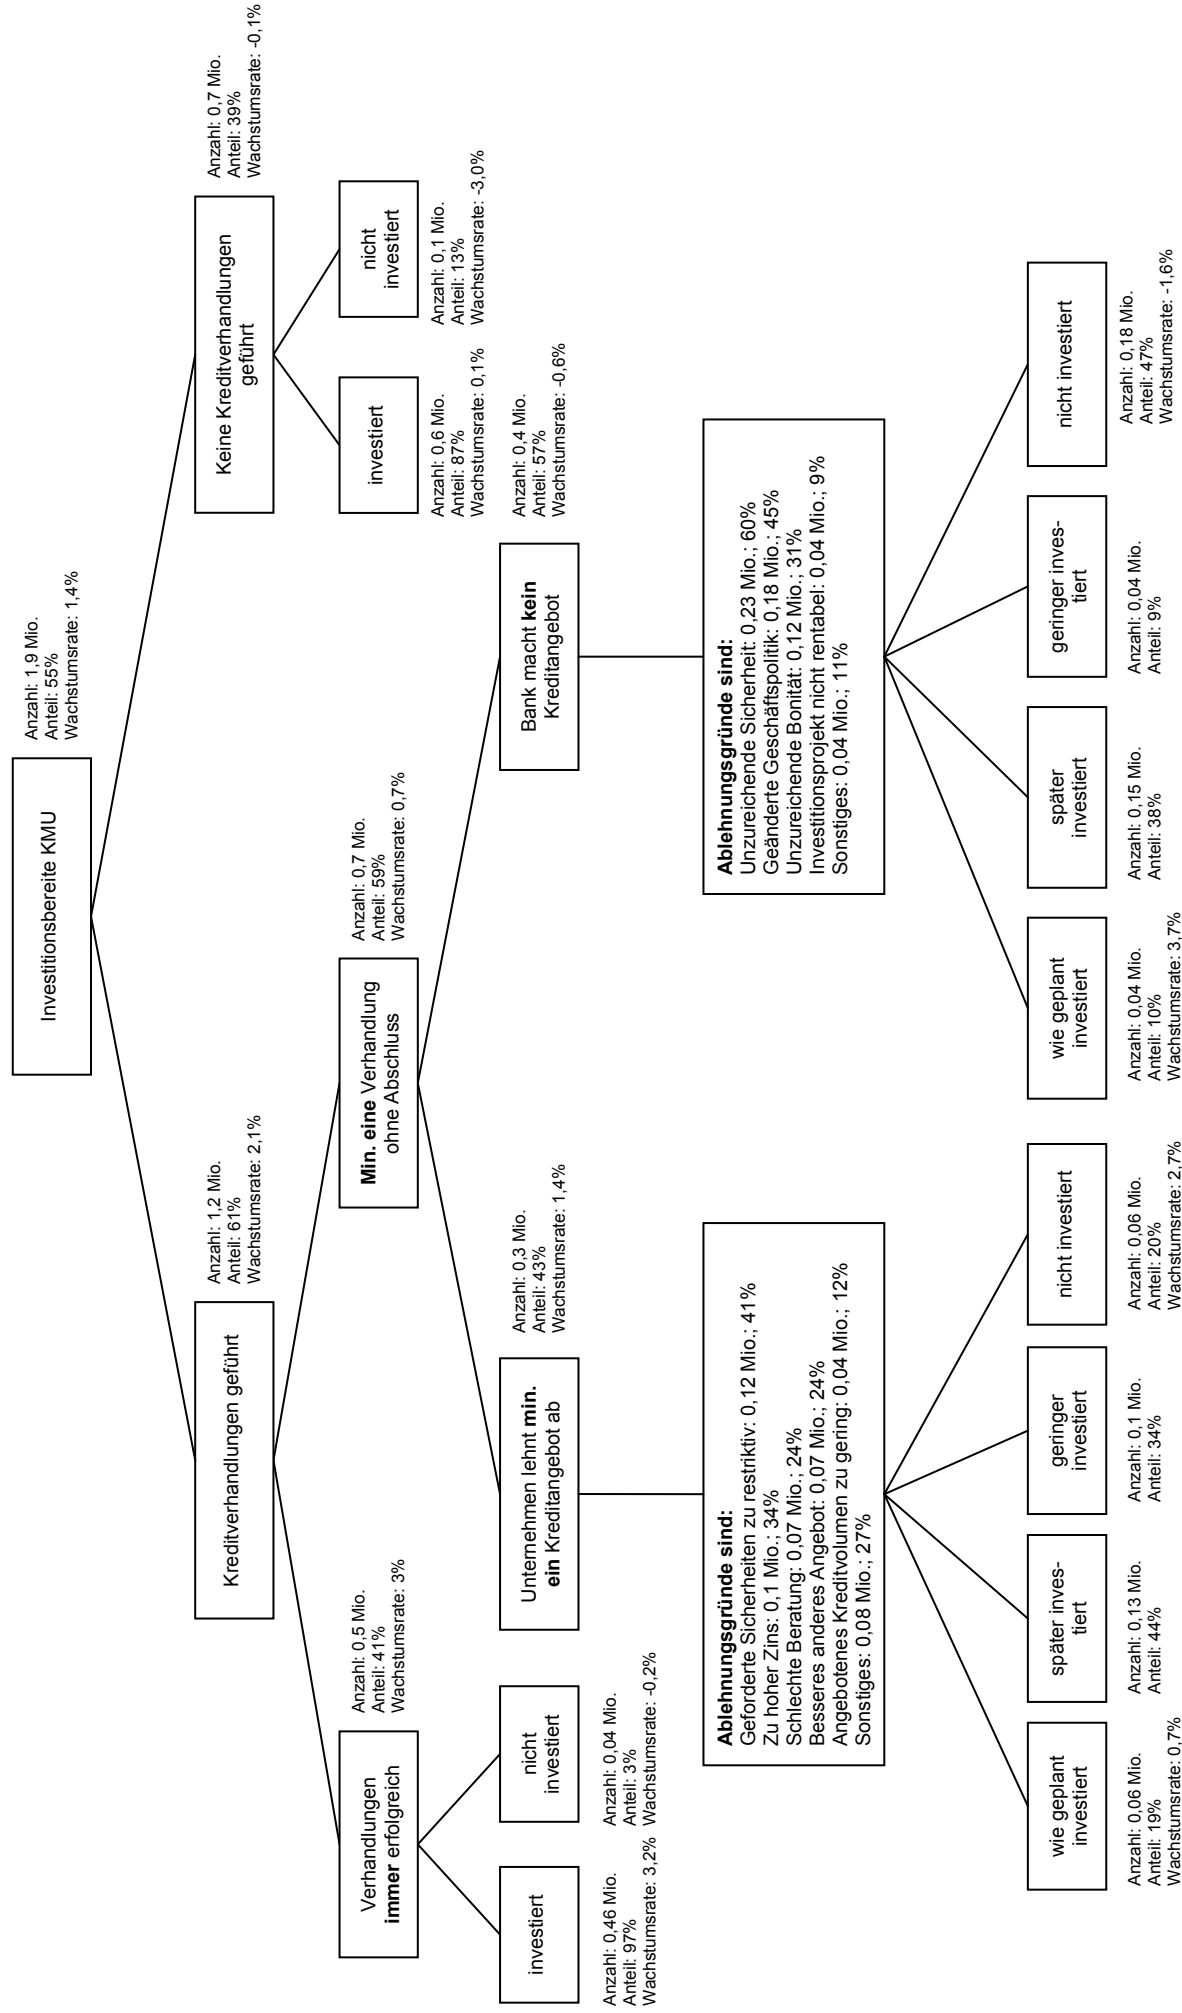 Investitionsbereite KMU
Anzahl: 1,9 Mio.
Anteil: 55%
Wachstumsrate: 1,4%
Kreditverhandlungen geführt
Anzahl: 1,2 Mio.
Anteil: 61%
Wachstumsrate: 2,1%
Keine Kreditverhandlungen
geführt
Anzahl: 0,7 Mio.
Anteil: 39%
Wachstumsrate: -0,1%
Verhandlungen
immer erfolgreich
Anzahl: 0,5 Mio.
Anteil: 41%
Wachstumsrate: 3%
Min. eine Verhandlung
ohne Abschluss
Anzahl: 0,7 Mio.
Anteil: 59%
Wachstumsrate: 0,7%
investiert
Anzahl: 0,6 Mio.
Anteil: 87%
Wachstumsrate: 0,1%
nicht
investiert
Anzahl: 0,1 Mio.
Anteil: 13%
Wachstumsrate: -3,0%
investiert
Anzahl: 0,46 Mio.
Anteil: 97%
Wachstumsrate: 3,2%
nicht
investiert
Anzahl: 0,04 Mio.
Anteil: 3%
Wachstumsrate: -0,2%
Unternehmen lehnt min.
ein Kreditangebot ab
Anzahl: 0,3 Mio.
Anteil: 43%
Wachstumsrate: 1,4%
Bank macht kein
Kreditangebot
Anzahl: 0,4 Mio.
Anteil: 57%
Wachstumsrate: -0,6%
Ablehnungsgründe sind:
Geforderte Sicherheiten zu restriktiv: 0,12 Mio.; 41%
Zu hoher Zins: 0,1 Mio.; 34%
Schlechte Beratung: 0,07 Mio.; 24%
Besseres anderes Angebot: 0,07 Mio.; 24%
Angebotenes Kreditvolumen zu gering: 0,04 Mio.; 12%
Sonstiges: 0,08 Mio.; 27%
Ablehnungsgründe sind:
Unzureichende Sicherheit: 0,23 Mio.; 60%
Geänderte Geschäftspolitik: 0,18 Mio.; 45%
Unzureichende Bonität: 0,12 Mio.; 31%
Investitionsprojekt nicht rentabel: 0,04 Mio.; 9%
Sonstiges: 0,04 Mio.; 11%
wie geplant
investiert
Anzahl: 0,06 Mio.
Anteil: 19%
Wachstumsrate: 0,7%
später inves-
tiert
Anzahl: 0,13 Mio.
Anteil: 44%
geringer
investiert
Anzahl: 0,1 Mio.
Anteil: 34%
nicht investiert
Anzahl: 0,06 Mio.
Anteil: 20%
Wachstumsrate: 2,7%
wie geplant
investiert
Anzahl: 0,04 Mio.
Anteil: 10%
Wachstumsrate: 3,7%
später
investiert
Anzahl: 0,15 Mio.
Anteil: 38%
geringer inves-
tiert
Anzahl: 0,04 Mio.
Anteil: 9%
nicht investiert
Anzahl: 0,18 Mio.
Anteil: 47%
Wachstumsrate: -1,6%